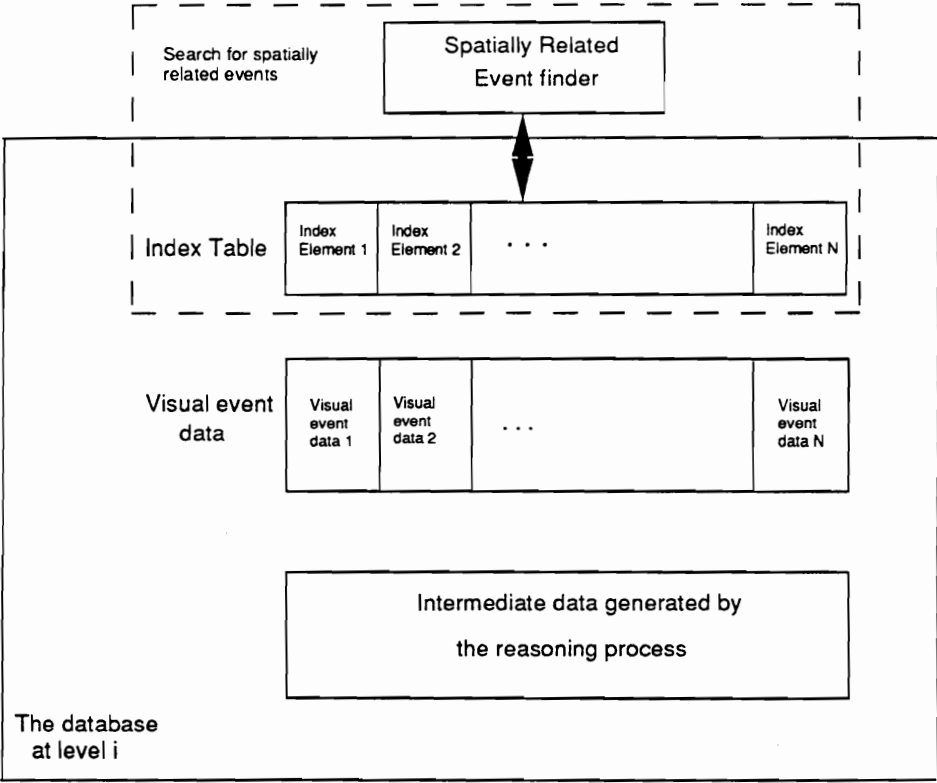 Search for spatially
related events
Spatially Related
Event finder
Index Table
Index
Element 1
Index
Element 2
. . .
Index
Element N
Visual event
data
Visual
event
data 1
Visual
event
data 2
. . .
Visual
event
data N
Intermediate data generated by
the reasoning process
The database
at level i